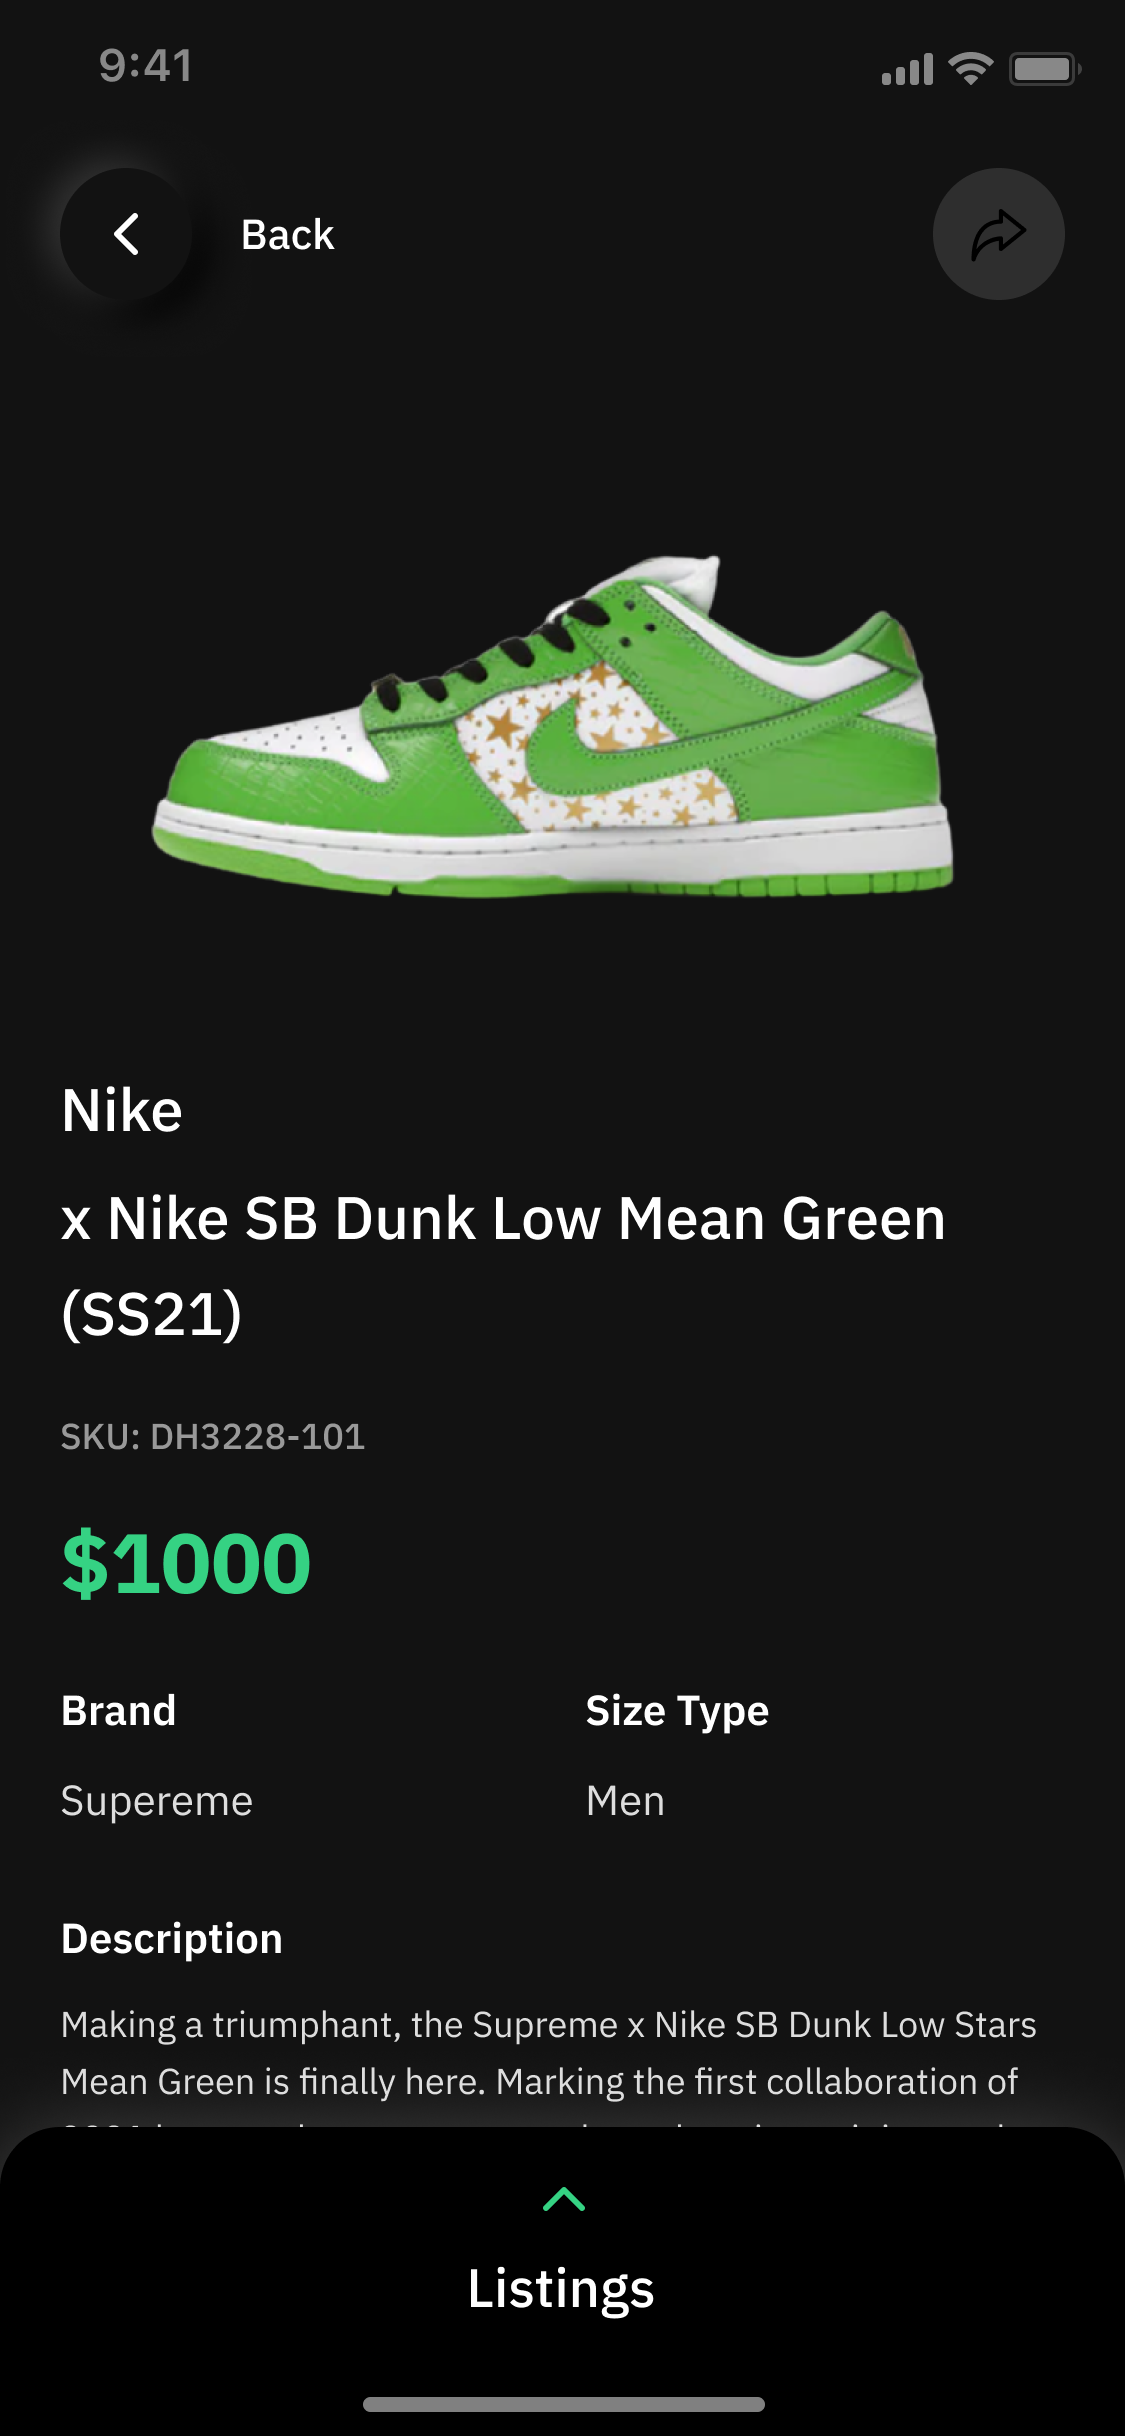 9:41
Back
Nike
x Nike SB Dunk Low Mean Green
(SS21)
SKU: DH3228-101
$1000
Brand
Size Type
Supereme
Men
Description
Making a triumphant, the Supreme x Nike SB Dunk Low Stars
Mean Green is finally here. Marking the first collaboration of
Listings